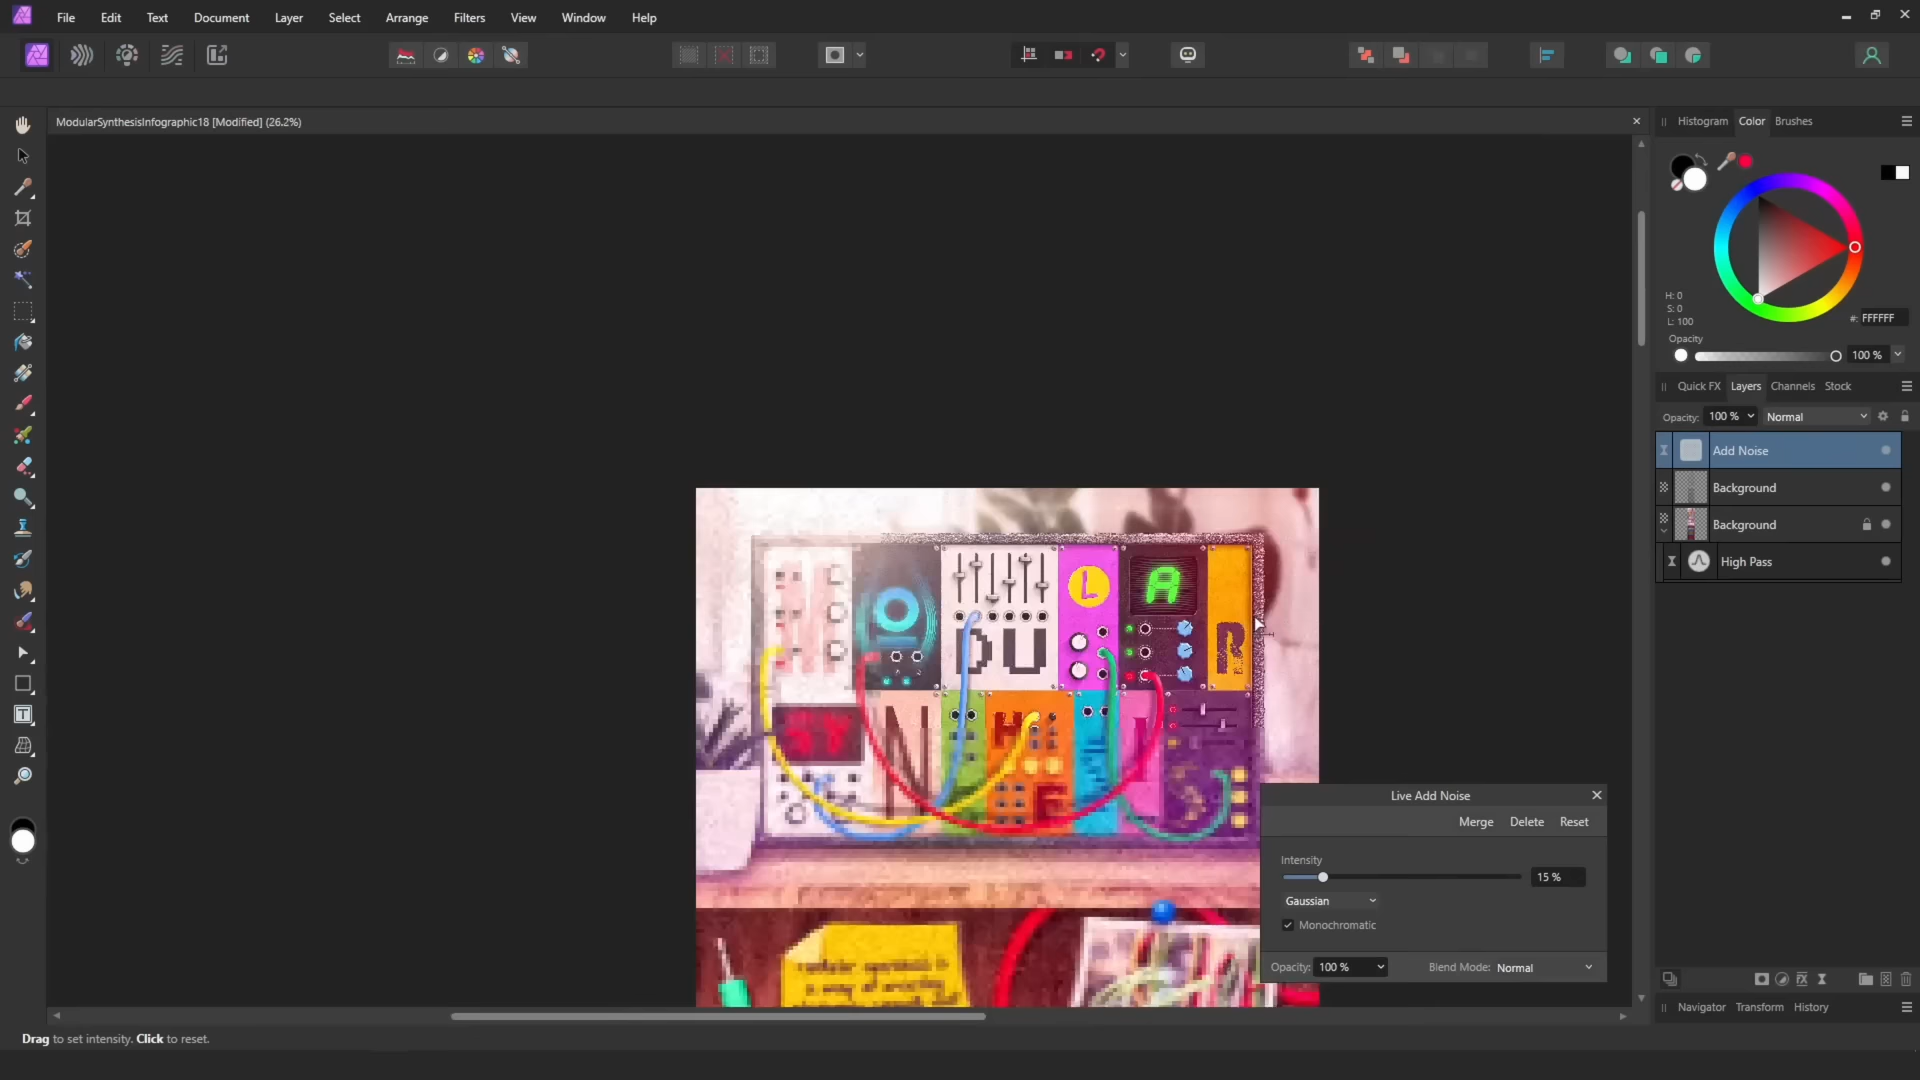 File Edit Text Document Layer Select Arrange Filters View Window Help
ModularSynthesisInfographic18 [Modified] (26.2%)
Histogram Color Brushes
H: 0
S: 0
L: 100
#: FFFFFF
Opacity
100 %
Quick FX Layers Channels Stock
Opacity: 100 % Normal
Add Noise
Background
Background
High Pass
M O D U L A R
S Y N T H E S I S
Live Add Noise
Merge Delete Reset
Intensity
15 %
Gaussian
Monochromatic
Opacity: 100 % Blend Mode: Normal
Navigator Transform History
Drag to set intensity. Click to reset.